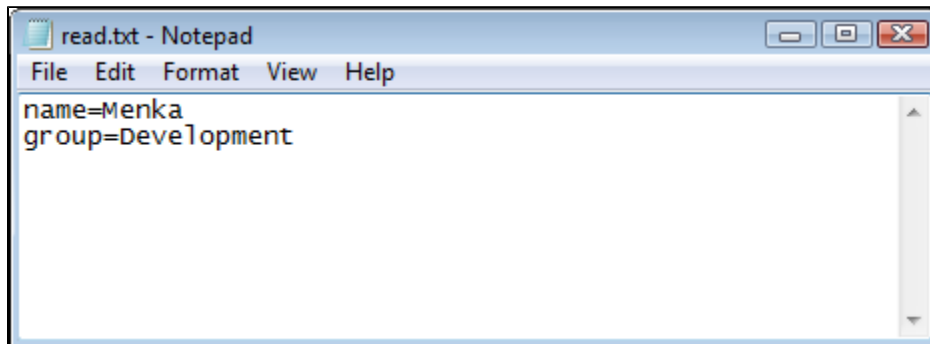 read.txt - Notepad
File Edit Format View Help
name=Menka
group=Development